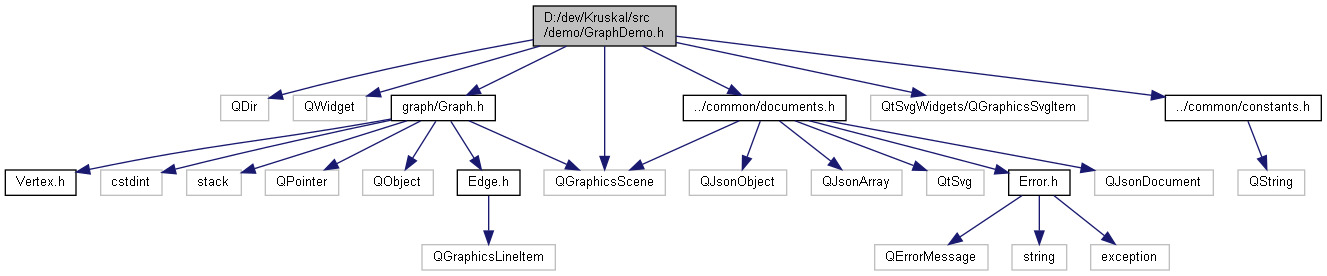 D:/dev/Kruskal/src
/demo/GraphDemo.h
QDir
QWidget
graph/Graph.h
../common/documents.h
QtSvgWidgets/QGraphicsSvgItem
../common/constants.h
Vertex.h
cstdint
stack
QPointer
QObject
Edge.h
QGraphicsScene
QJsonObject
QJsonArray
QtSvg
Error.h
QJsonDocument
QString
QGraphicsLineItem
QErrorMessage
string
exception